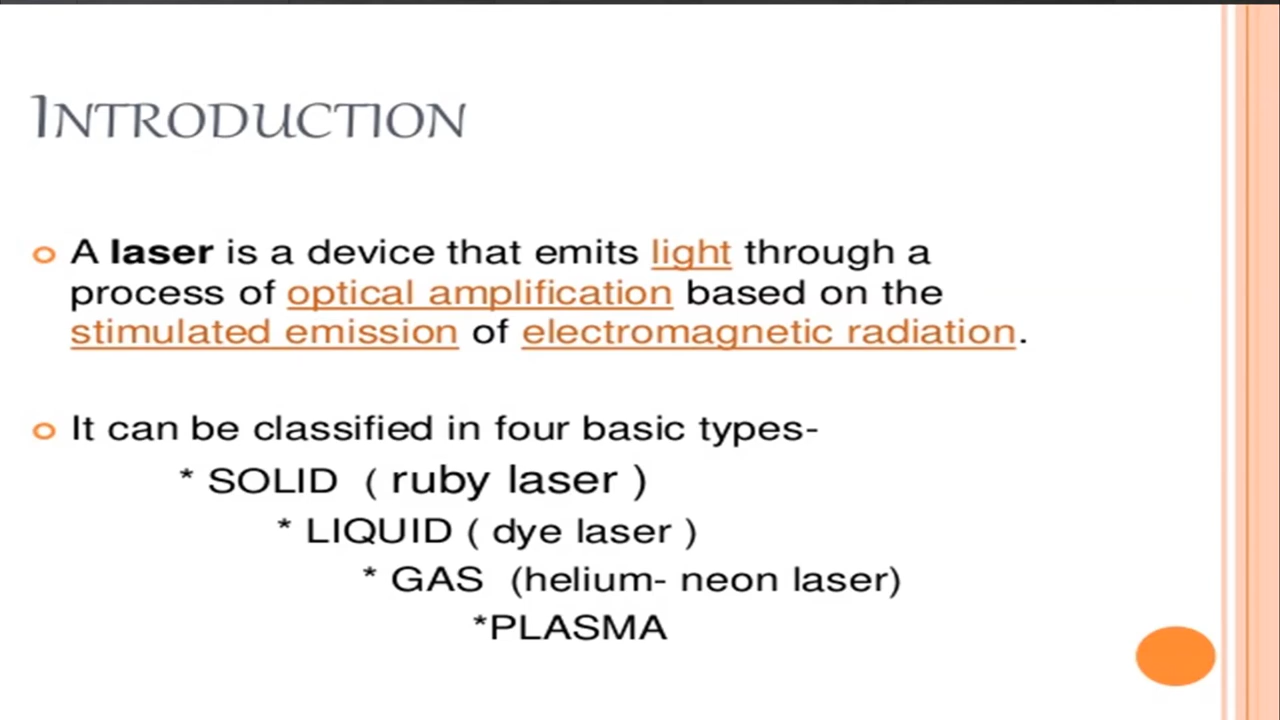 INTRODUCTION
A laser is a device that emits light through a
process of optical amplification based on the
stimulated emission of electromagnetic radiation.
It can be classified in four basic types-
* SOLID ( ruby laser )
* LIQUID ( dye laser )
* GAS (helium- neon laser)
*PLASMA